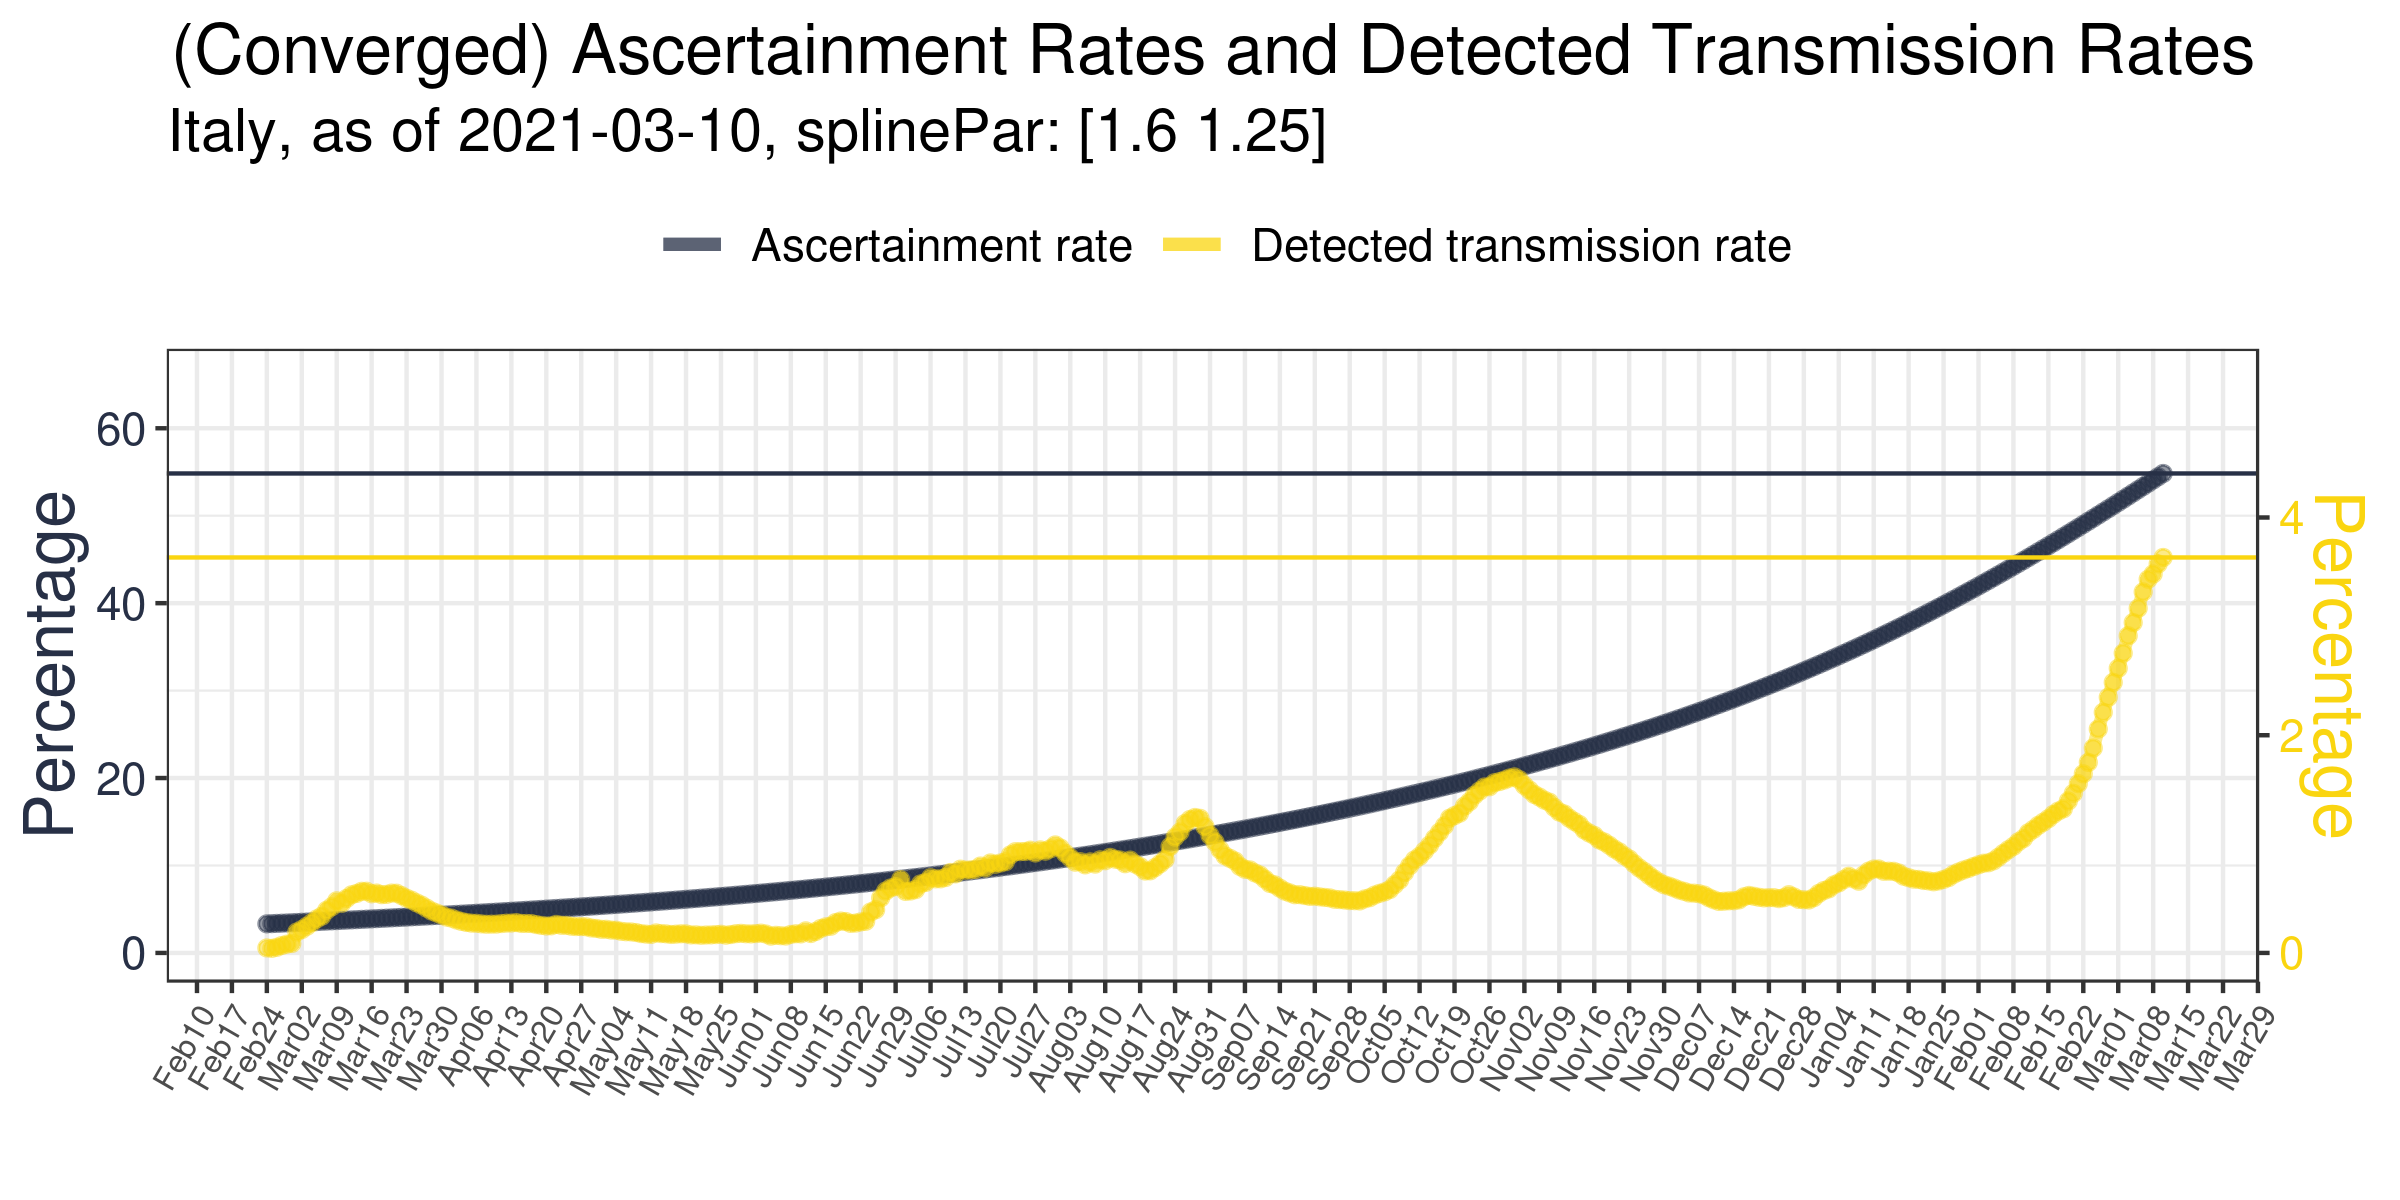 (Converged) Ascertainment Rates and Detected Transmission Rates
Italy, as of 2021-03-10, splinePar: [1.6 1.25]
Ascertainment rate Detected transmission rate
Percentage
60
40
20
0
4
2
0
Percentage
Feb10 Feb17 Feb24 Mar02 Mar09 Mar16 Mar23 Mar30 Apr06 Apr13 Apr20 Apr27 May04 May11 May18 May25 Jun01 Jun08 Jun15 Jun22 Jun29 Jul06 Jul13 Jul20 Jul27 Aug03 Aug10 Aug17 Aug24 Aug31 Sep07 Sep14 Sep21 Sep28 Oct05 Oct12 Oct19 Oct26 Nov02 Nov09 Nov16 Nov23 Nov30 Dec07 Dec14 Dec21 Dec28 Jan04 Jan11 Jan18 Jan25 Feb01 Feb08 Feb15 Feb22 Mar01 Mar08 Mar15 Mar22 Mar29